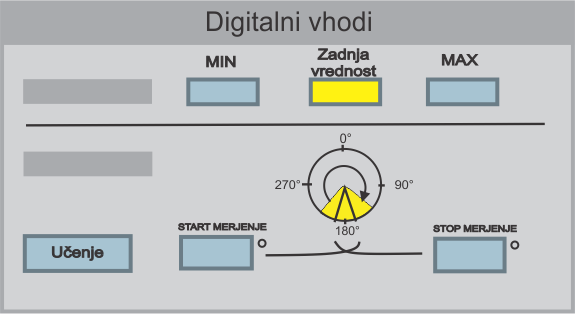 Digitalni vhodi
MIN
Zadnja
vrednost
MAX
0°
270°
90°
180°
START MERJENJE
STOP MERJENJE
Učenje